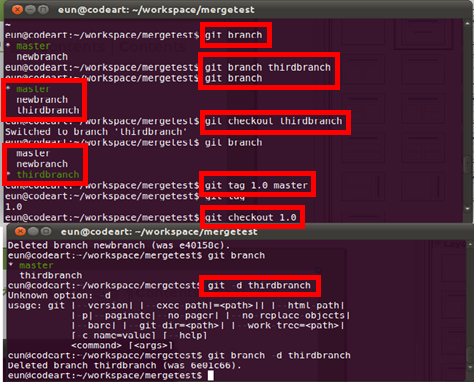 eun@codeart: ~/workspace/mergetest
~
eun@codeart:~/workspace/mergetest$ git branch
* master
newbranch
eun@codeart:~/workspace/mergetest$ git branch thirdbranch
eun@codeart:~/workspace/mergetest$ git branch
* master
newbranch
thirdbranch
eun@codeart:~/workspace/mergetest$ git checkout thirdbranch
Switched to branch 'thirdbranch'
eun@codeart:~/workspace/mergetest$ git branch
master
newbranch
* thirdbranch
eun@codeart:~/workspace/mergetest$ git tag 1.0 master
eun@codeart:~/workspace/mergetest$ git tag
1.0
eun@codeart:~/workspace/mergetest$ git checkout 1.0
eun@codeart: ~/workspace/mergetest
Deleted branch newbranch (was e40158c).
eun@codeart:~/workspace/mergetest$ git branch
* master
thirdbranch
eun@codeart:~/workspace/mergetest$ git -d thirdbranch
Unknown option: -d
usage: git [--version] [--exec-path[=<path>]] [--html-path]
[-p|--paginate|--no-pager] [--no-replace-objects]
[--bare] [--git-dir=<path>] [--work-tree=<path>]
[-c name=value] [--help]
<command> [<args>]
eun@codeart:~/workspace/mergetest$ git branch -d thirdbranch
Deleted branch thirdbranch (was 6e01c66).
eun@codeart:~/workspace/mergetest$